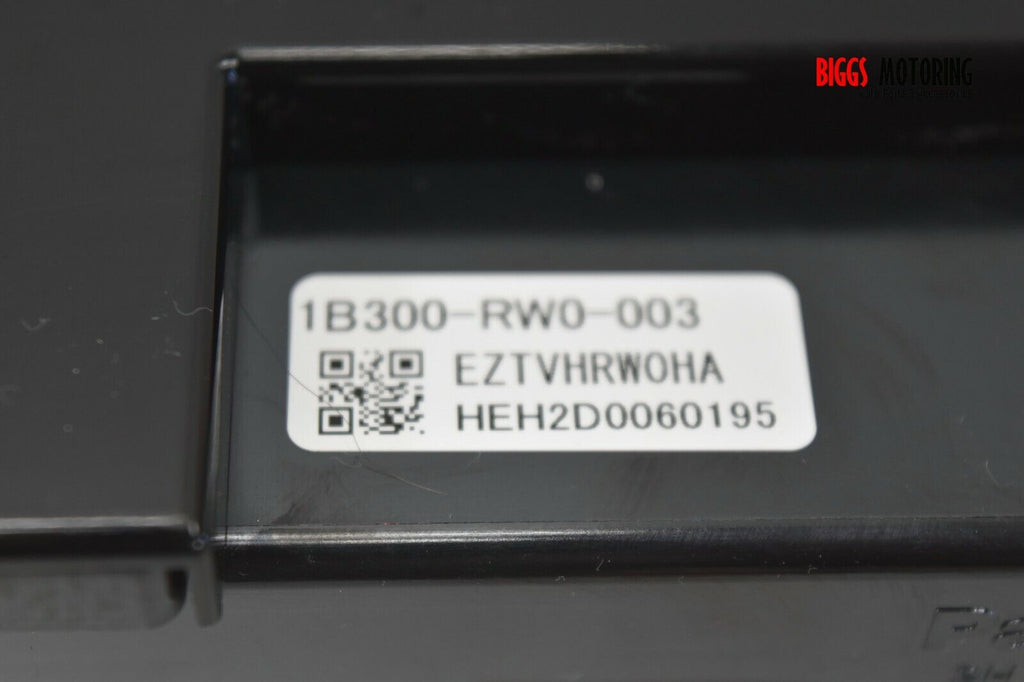 BIGGS MOTORING
1B300-RW0-003
EZTVHRW0HA
HEH2D0060195